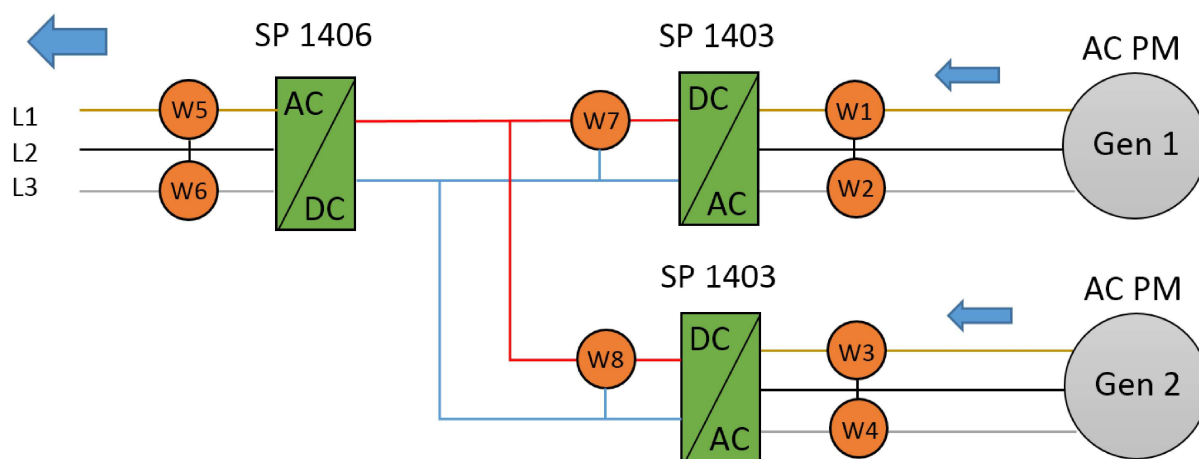 SP 1406
SP 1403
AC PM
L1
L2
L3
W5
W6
AC
DC
W7
DC
AC
W1
W2
Gen 1
SP 1403
AC PM
W8
DC
AC
W3
W4
Gen 2